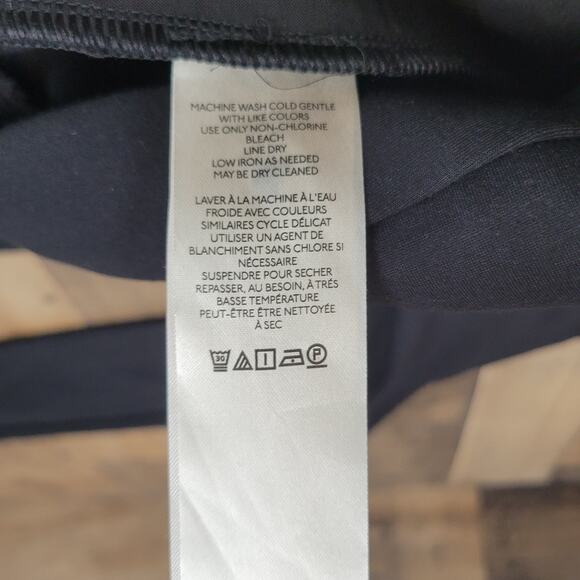 MACHINE WASH COLD GENTLE
WITH LIKE COLORS
USE ONLY NON-CHLORINE
BLEACH
LINE DRY
LOW IRON AS NEEDED
MAY BE DRY CLEANED
LAVER À LA MACHINE À L'EAU
FROIDE AVEC COULEURS
SIMILAIRES CYCLE DÉLICAT
UTILISER UN AGENT DE
BLANCHIMENT SANS CHLORE SI
NÉCESSAIRE
SUSPENDRE POUR SECHER
REPASSER, AU BESOIN, À TRÉS
BASSE TEMPÉRATURE
PEUT-ÊTRE ÊTRE NETTOYÉE
À SEC
30 P